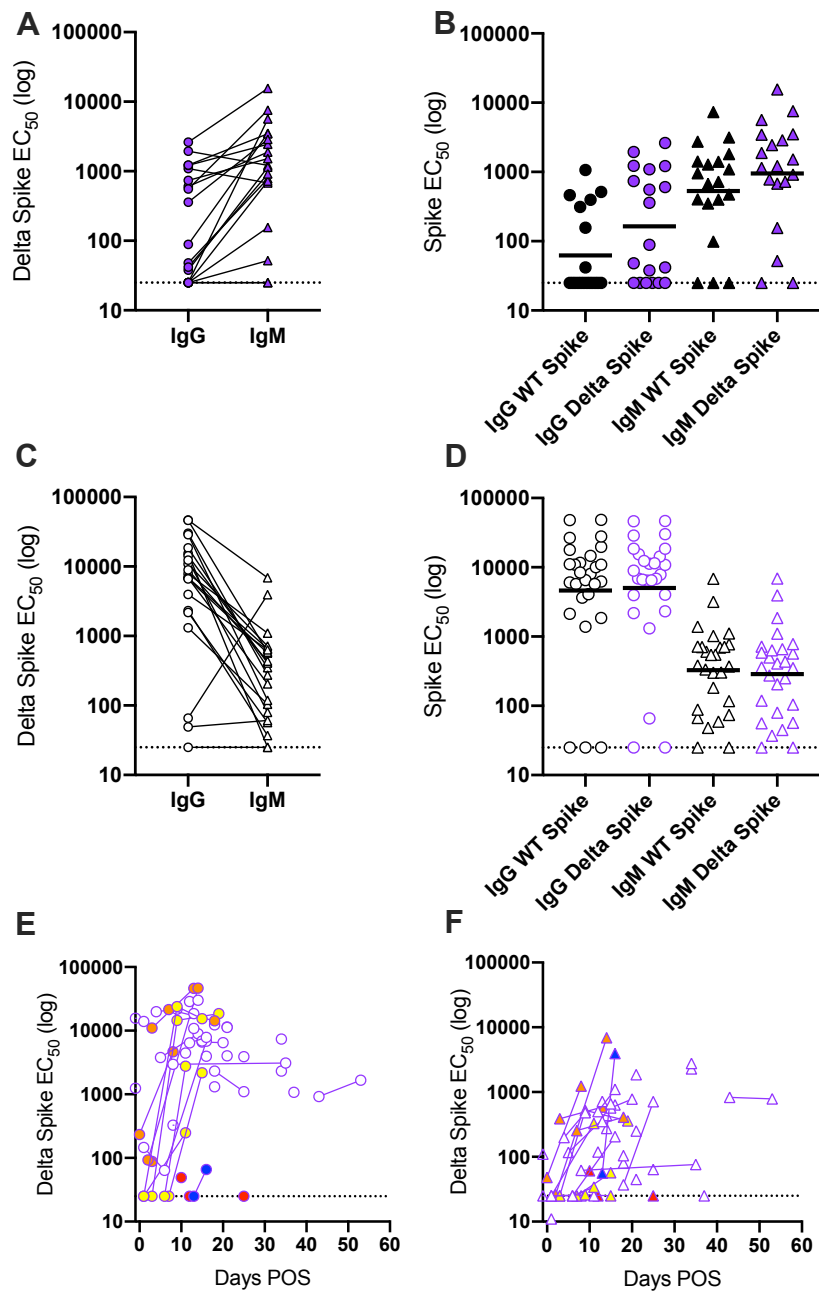 A
Delta Spike EC50 (log)
100000
10000
1000
100
10
IgG
IgM
B
Spike EC50 (log)
100000
10000
1000
100
10
IgG WT Spike
IgG Delta Spike
IgM WT Spike
IgM Delta Spike
C
Delta Spike EC50 (log)
100000
10000
1000
100
10
IgG
IgM
D
Spike EC50 (log)
100000
10000
1000
100
10
IgG WT Spike
IgG Delta Spike
IgM WT Spike
IgM Delta Spike
E
Delta Spike EC50 (log)
100000
10000
1000
100
10
0 10 20 30 40 50 60
Days POS
F
Delta Spike EC50 (log)
100000
10000
1000
100
10
0 10 20 30 40 50 60
Days POS